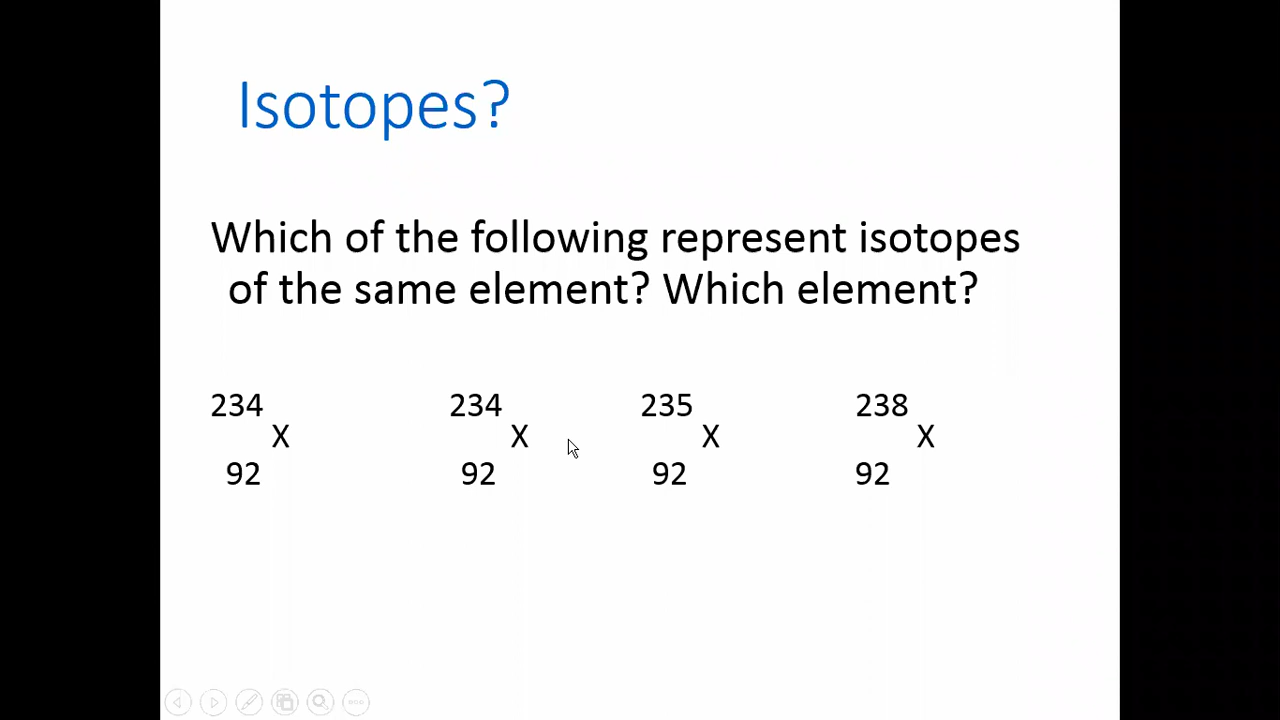 Isotopes?
Which of the following represent isotopes
of the same element? Which element?
234 234 235 238
X X X X
92 92 92 92